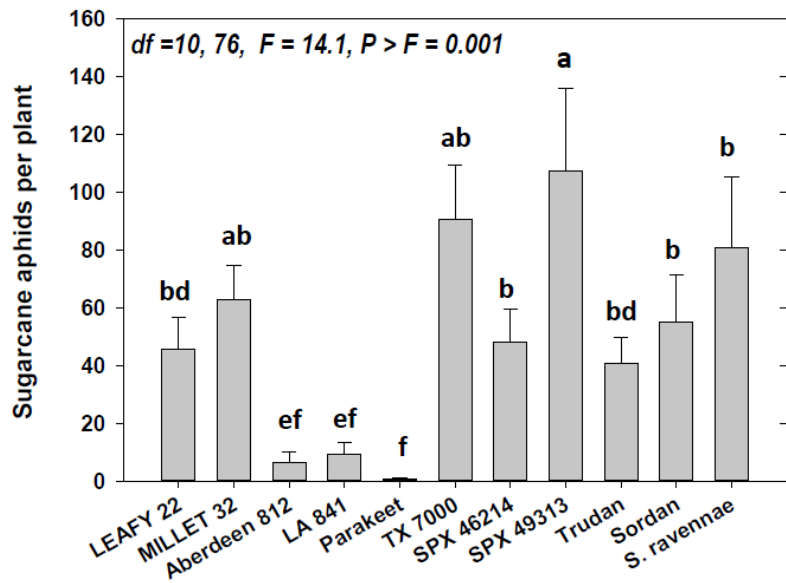 160
140
120
100
80
60
40
20
0
Sugarcane aphids per plant
df =10, 76, F = 14.1, P > F = 0.001
bd
ab
ef
ef
f
ab
b
a
bd
b
b
LEAFY 22
MILLET 32
Aberdeen 812
LA 841
Parakeet
TX 7000
SPX 46214
SPX 49313
Trudan
Sordan
S. ravennae